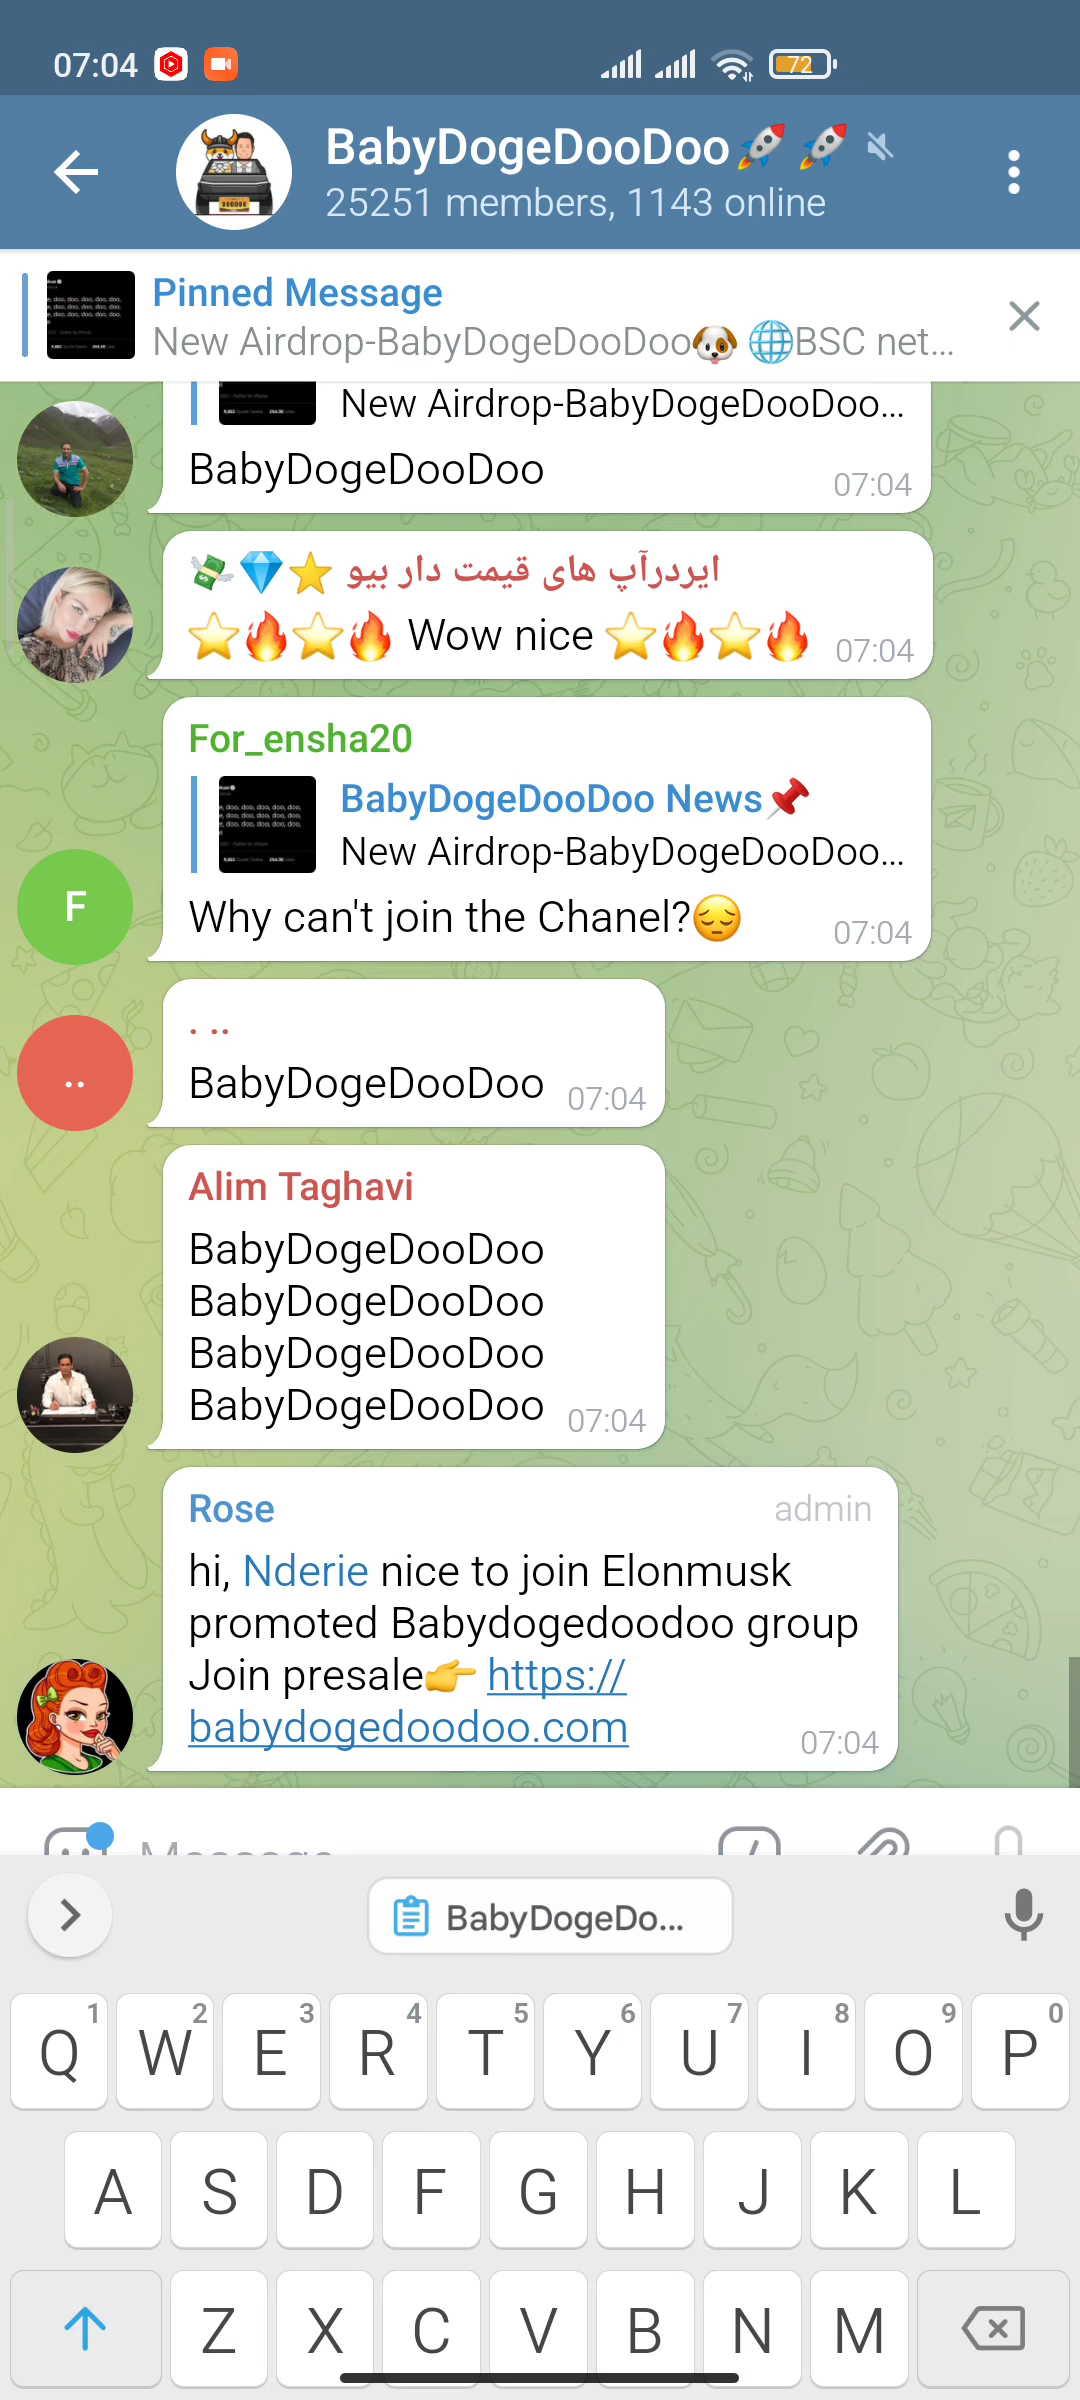 07:04
72
BabyDogeDooDoo🚀🚀
25251 members, 1143 online
DOODOO
Pinned Message
New Airdrop-BabyDogeDooDoo🐶 🌐BSC net...
New Airdrop-BabyDogeDooDoo...
BabyDogeDooDoo
07:04
💸💎⭐ ایردرآپ های قیمت دار بیو
⭐🔥⭐🔥 Wow nice ⭐🔥⭐🔥
07:04
For_ensha20
BabyDogeDooDoo News📌
New Airdrop-BabyDogeDooDoo...
F
Why can't join the Chanel?😔
07:04
. ..
..
BabyDogeDooDoo
07:04
Alim Taghavi
BabyDogeDooDoo
BabyDogeDooDoo
BabyDogeDooDoo
BabyDogeDooDoo
07:04
Rose admin
hi, Nderie nice to join Elonmusk
promoted Babydogedoodoo group
Join presale👉 https://
babydogedoodoo.com
07:04
Message
BabyDogeDo...
1 2 3 4 5 6 7 8 9 0
Q W E R T Y U I O P
A S D F G H J K L
Z X C V B N M